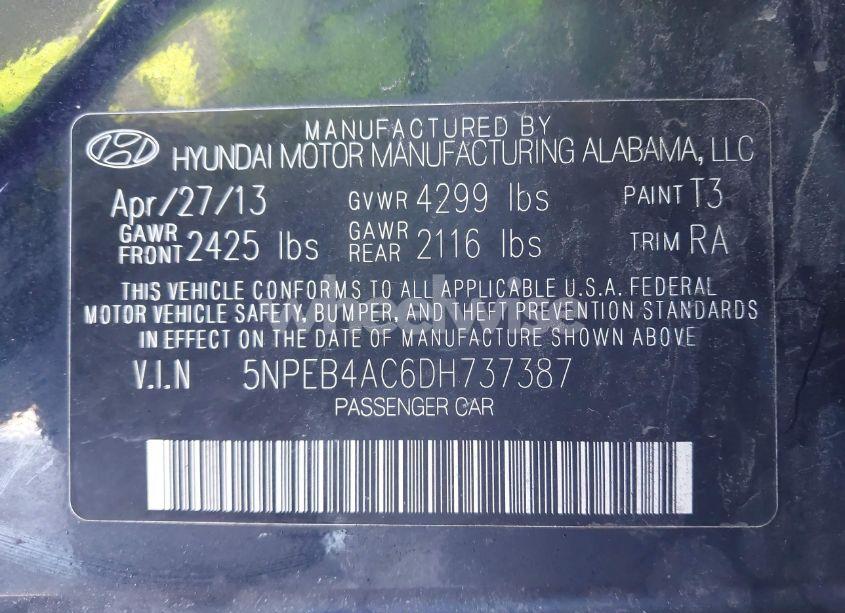 MANUFACTURED BY
HYUNDAI MOTOR MANUFACTURING ALABAMA, LLC
Apr/27/13 GVWR 4299 lbs PAINT T3
GAWR FRONT 2425 lbs GAWR REAR 2116 lbs TRIM RA
THIS VEHICLE CONFORMS TO ALL APPLICABLE U.S.A. FEDERAL
MOTOR VEHICLE SAFETY, BUMPER, AND THEFT PREVENTION STANDARDS
IN EFFECT ON THE DATE OF MANUFACTURE SHOWN ABOVE
V.I.N 5NPEB4AC6DH737387
PASSENGER CAR
wheelwise